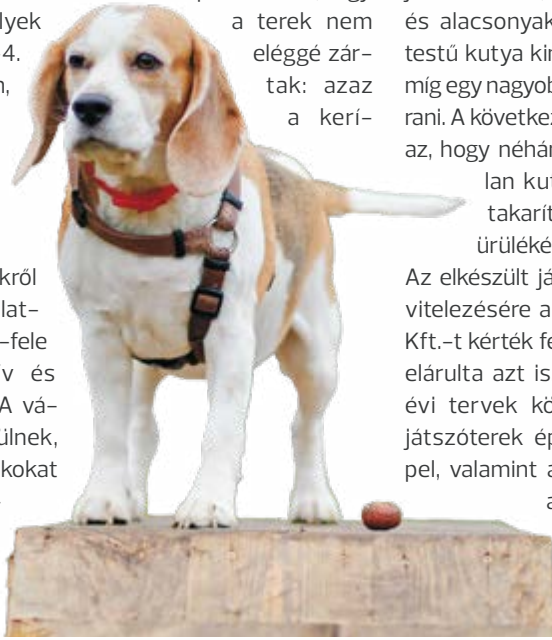 lyek
4.
a terek nem
eléggé zár-
tak: azaz
a kerí-
kről
lat-
-fele
v és
A vá-
ülnek,
kokat
és alacsonyak
testű kutya kir
míg egy nagyob
rani. A következ
az, hogy néhár
lan kut
takarít
ürüléké
Az elkészült já
vitelezésére a
Kft.-t kérték fe
elárulta azt is
évi tervek kö
játszóterek ép
pel, valamint a